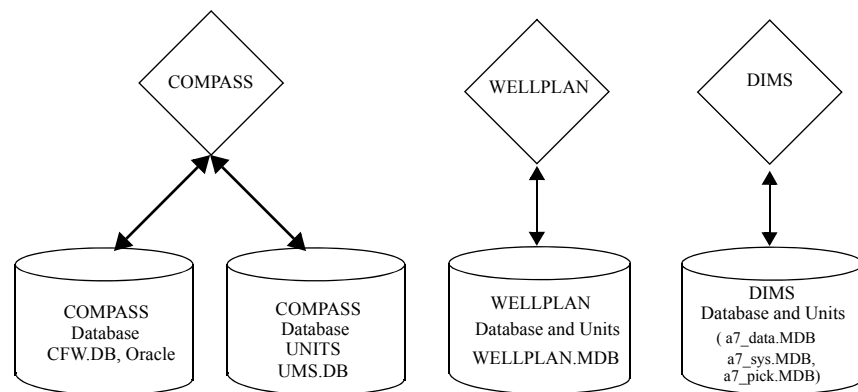 COMPASS
WELLPLAN
DIMS
COMPASS
Database
CFW.DB, Oracle
COMPASS
Database
UNITS
UMS.DB
WELLPLAN
Database and Units
WELLPLAN.MDB
DIMS
Database and Units
( a7_data.MDB
a7_sys.MDB,
a7_pick.MDB)